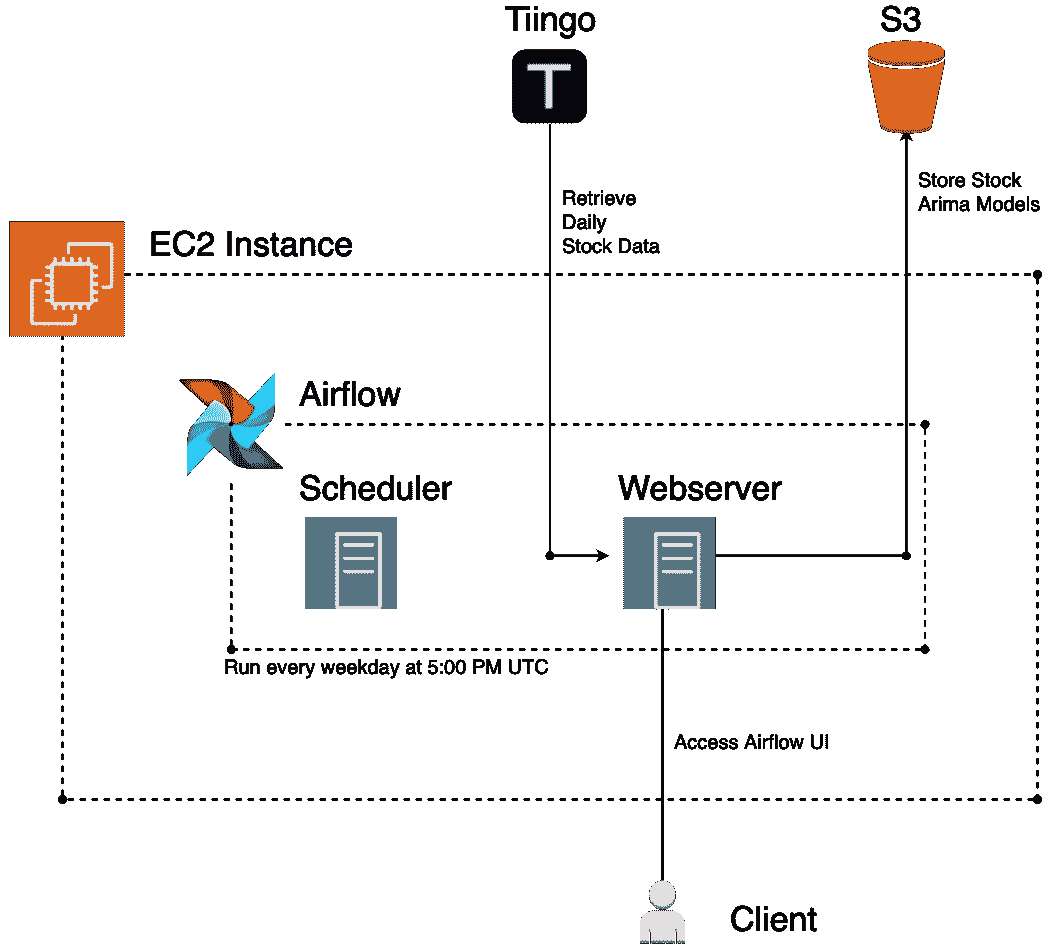 Tiingo
S3
T
Retrieve
Daily
Stock Data
Store Stock
Arima Models
EC2 Instance
Airflow
Scheduler
Webserver
Run every weekday at 5:00 PM UTC
Access Airflow UI
Client